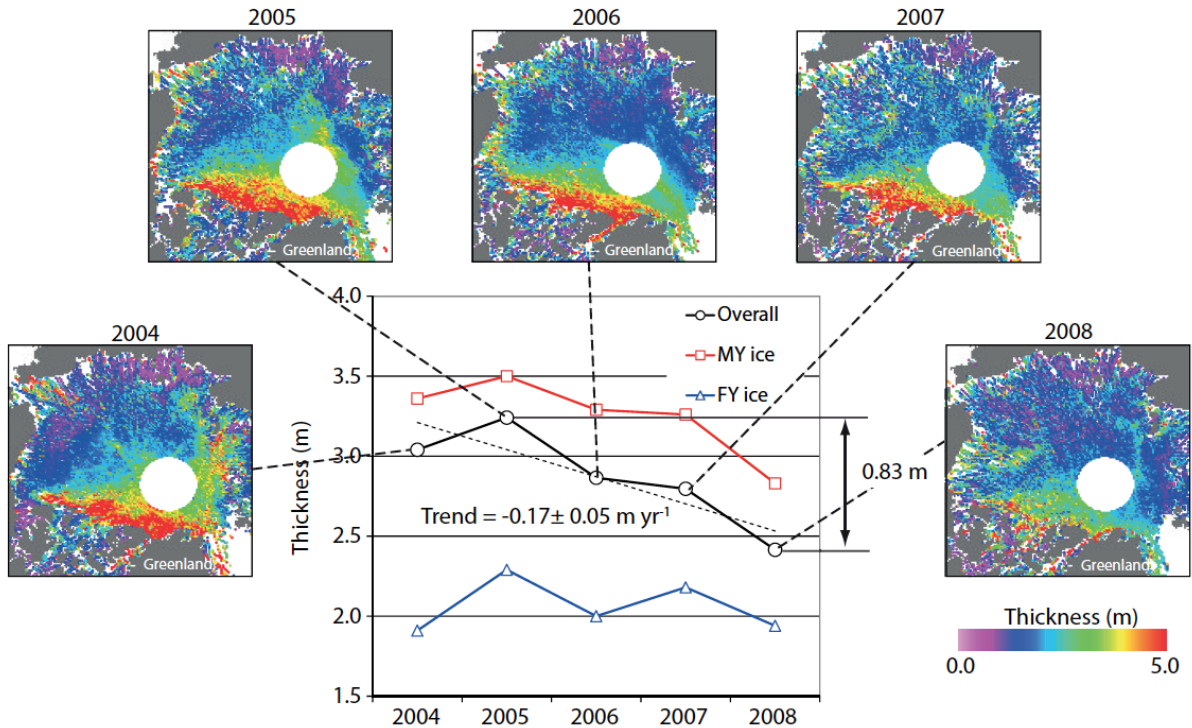 2005
2006
2007
Greenland
Greenland
Greenland
2004
Greenland
4.0
3.5
3.0
2.5
2.0
1.5
Thickness (m)
Overall
MY ice
FY ice
Trend = -0.17± 0.05 m yr-1
0.83 m
2004 2005 2006 2007 2008
2008
Greenland
Thickness (m)
0.0 5.0